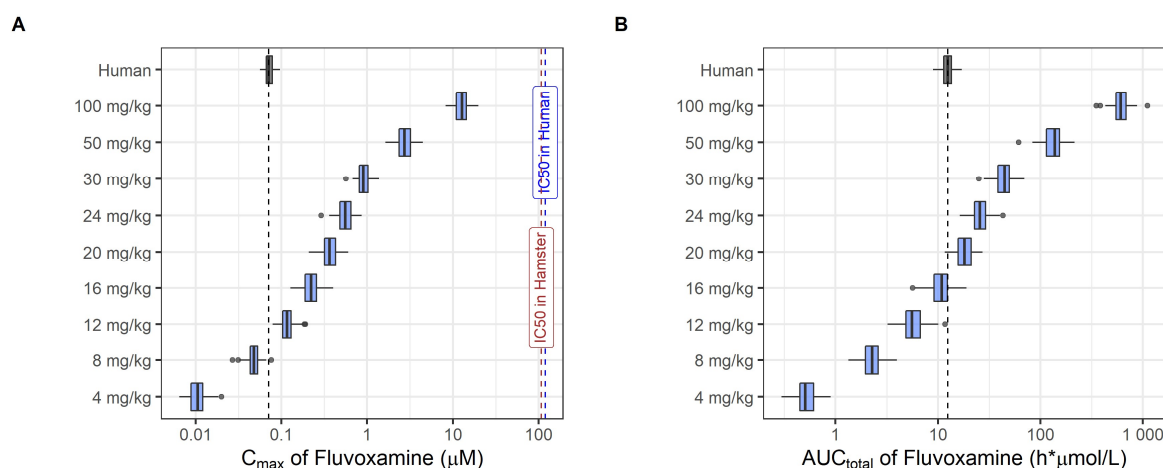 A
Human
100 mg/kg
50 mg/kg
30 mg/kg
24 mg/kg
20 mg/kg
16 mg/kg
12 mg/kg
8 mg/kg
4 mg/kg
IC50 in Human
IC50 in Hamster
0.01 0.1 1 10 100
Cmax of Fluvoxamine (μM)
B
Human
100 mg/kg
50 mg/kg
30 mg/kg
24 mg/kg
20 mg/kg
16 mg/kg
12 mg/kg
8 mg/kg
4 mg/kg
1 10 100 1 000
AUCtotal of Fluvoxamine (h*μmol/L)